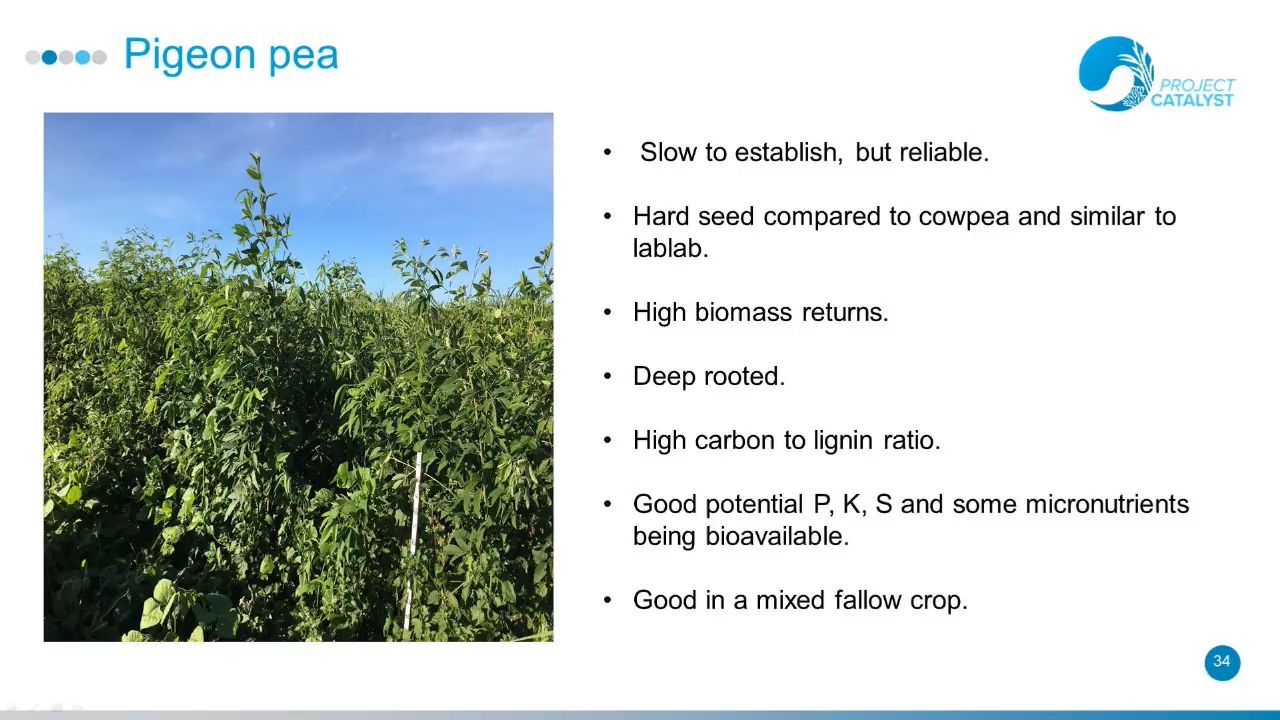 Pigeon pea
PROJECT
CATALYST
• Slow to establish, but reliable.
• Hard seed compared to cowpea and similar to
lablab.
• High biomass returns.
• Deep rooted.
• High carbon to lignin ratio.
• Good potential P, K, S and some micronutrients
being bioavailable.
• Good in a mixed fallow crop.
34